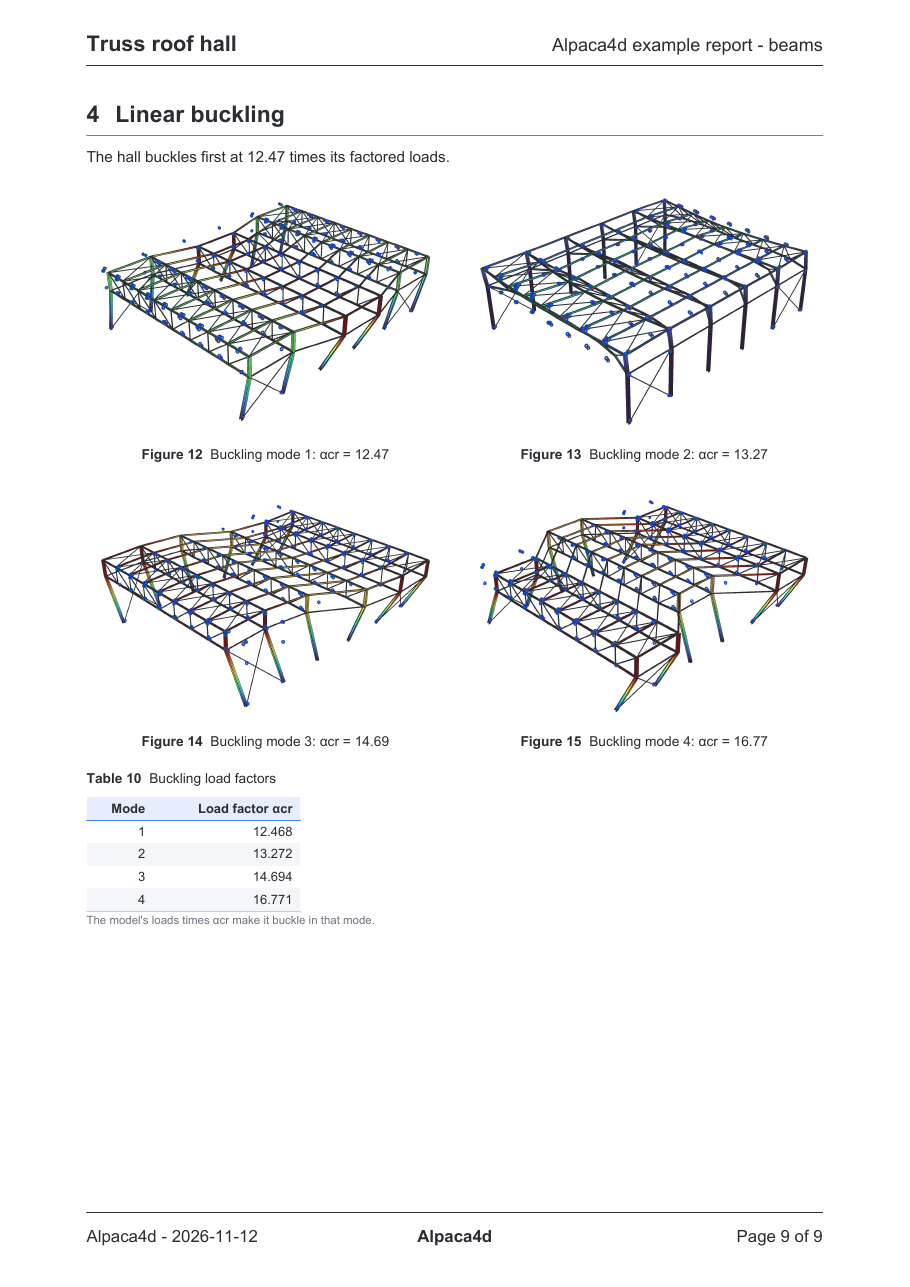 Truss roof hall
Alpaca4d example report - beams
4 Linear buckling
The hall buckles first at 12.47 times its factored loads.
Figure 12 Buckling mode 1: αcr = 12.47
Figure 13 Buckling mode 2: αcr = 13.27
Figure 14 Buckling mode 3: αcr = 14.69
Figure 15 Buckling mode 4: αcr = 16.77
Table 10 Buckling load factors
Mode Load factor αcr
1 12.468
2 13.272
3 14.694
4 16.771
The model's loads times αcr make it buckle in that mode.
Alpaca4d - 2026-11-12
Alpaca4d
Page 9 of 9